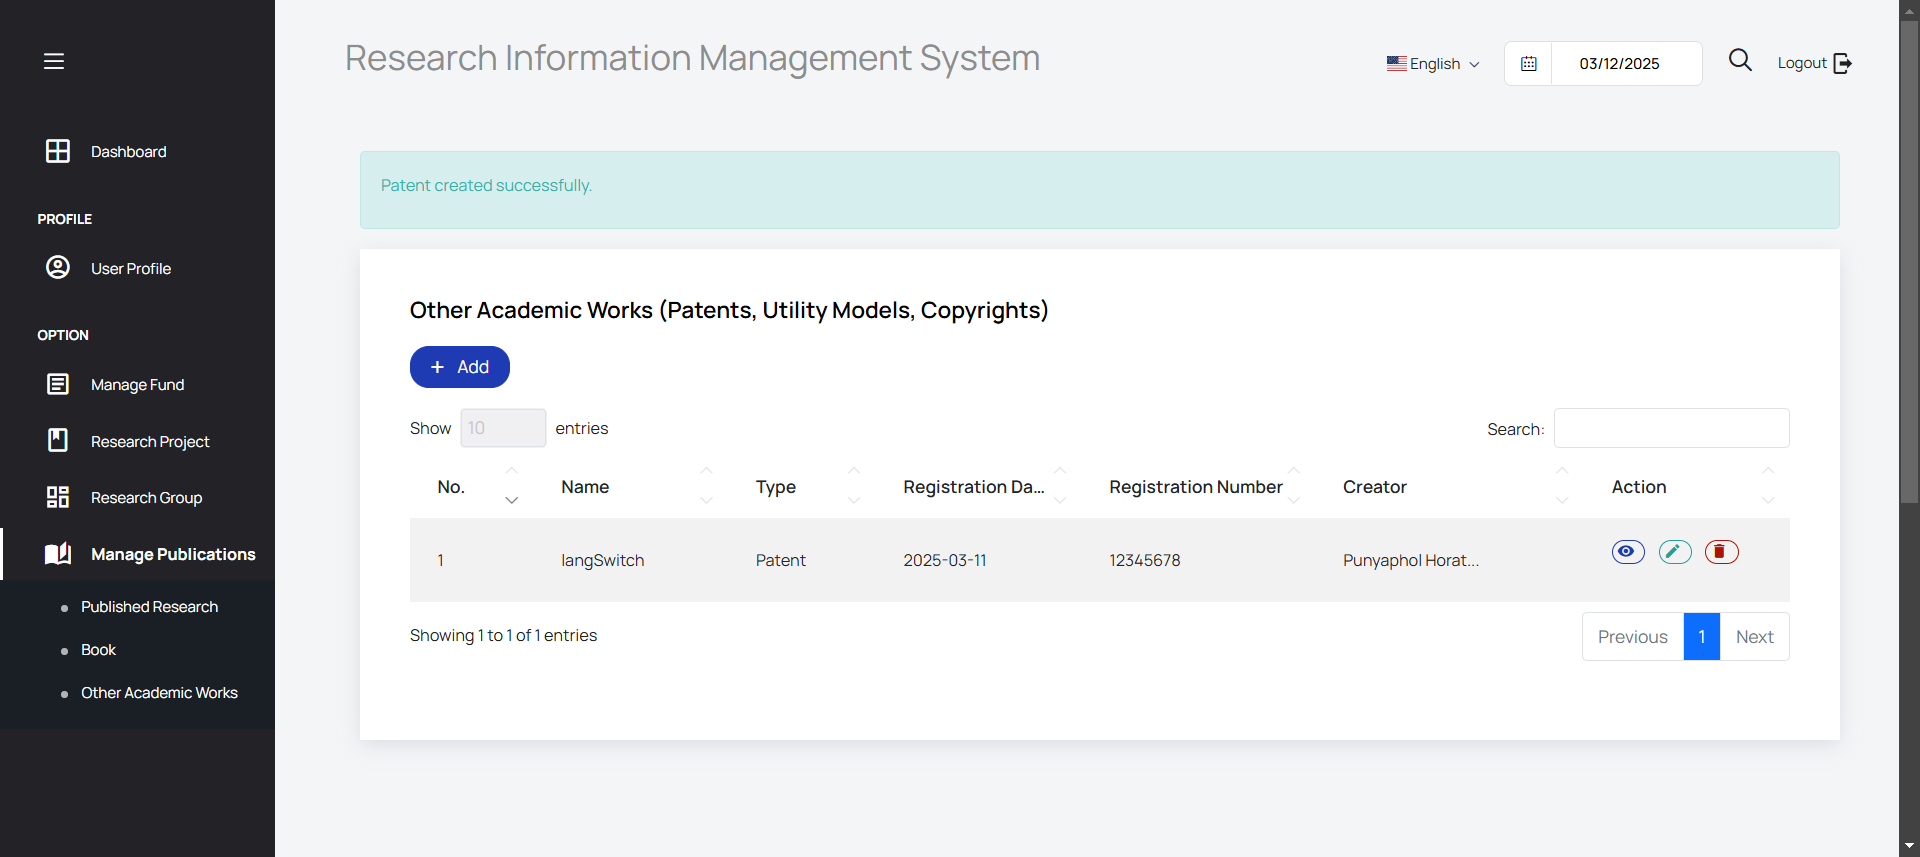 Research Information Management System
English
03/12/2025
Logout
Dashboard
PROFILE
User Profile
OPTION
Manage Fund
Research Project
Research Group
Manage Publications
Published Research
Book
Other Academic Works
Patent created successfully.
Other Academic Works (Patents, Utility Models, Copyrights)
+ Add
Show 10 entries
Search:
No. Name Type Registration Da... Registration Number Creator Action
1 langSwitch Patent 2025-03-11 12345678 Punyaphol Horat...
Showing 1 to 1 of 1 entries
Previous 1 Next